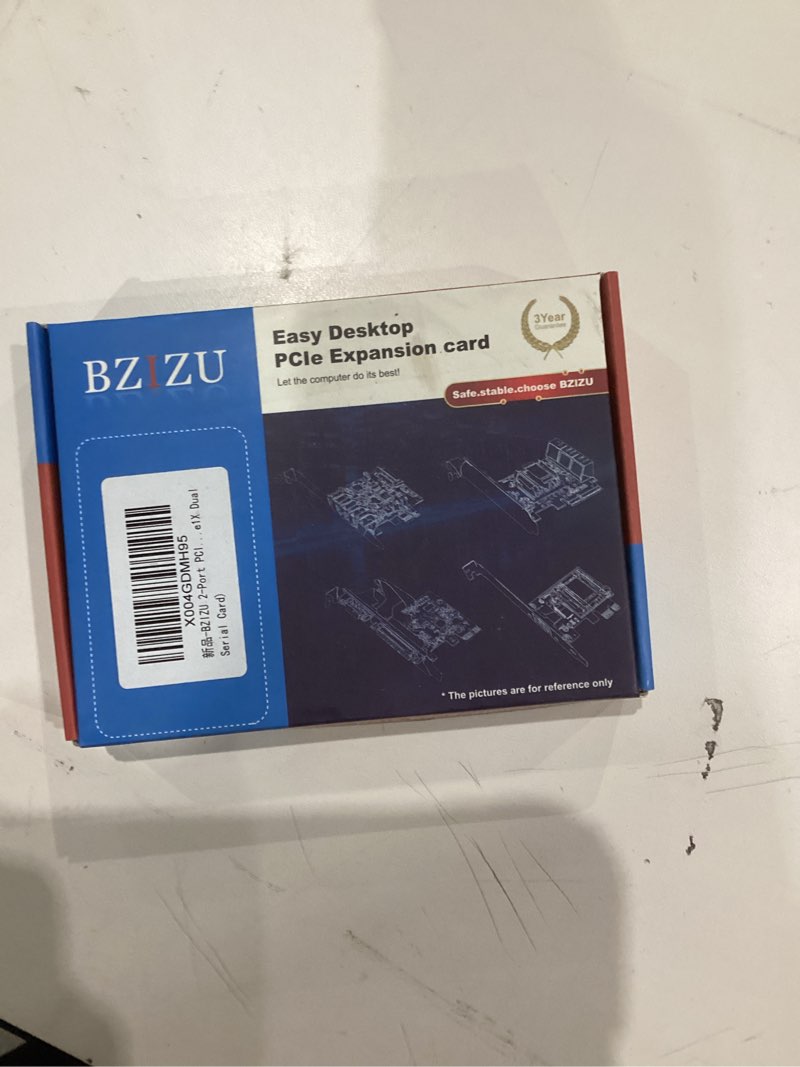 BZIZU
Easy Desktop
PCIe Expansion card
Let the computer do its best!
3Year
Guarantee
Safe.stable.choose BZIZU
X004GDMH95
新品-BZIZU 2-Port PCI...e1X Dual
Serial Card)
* The pictures are for reference only